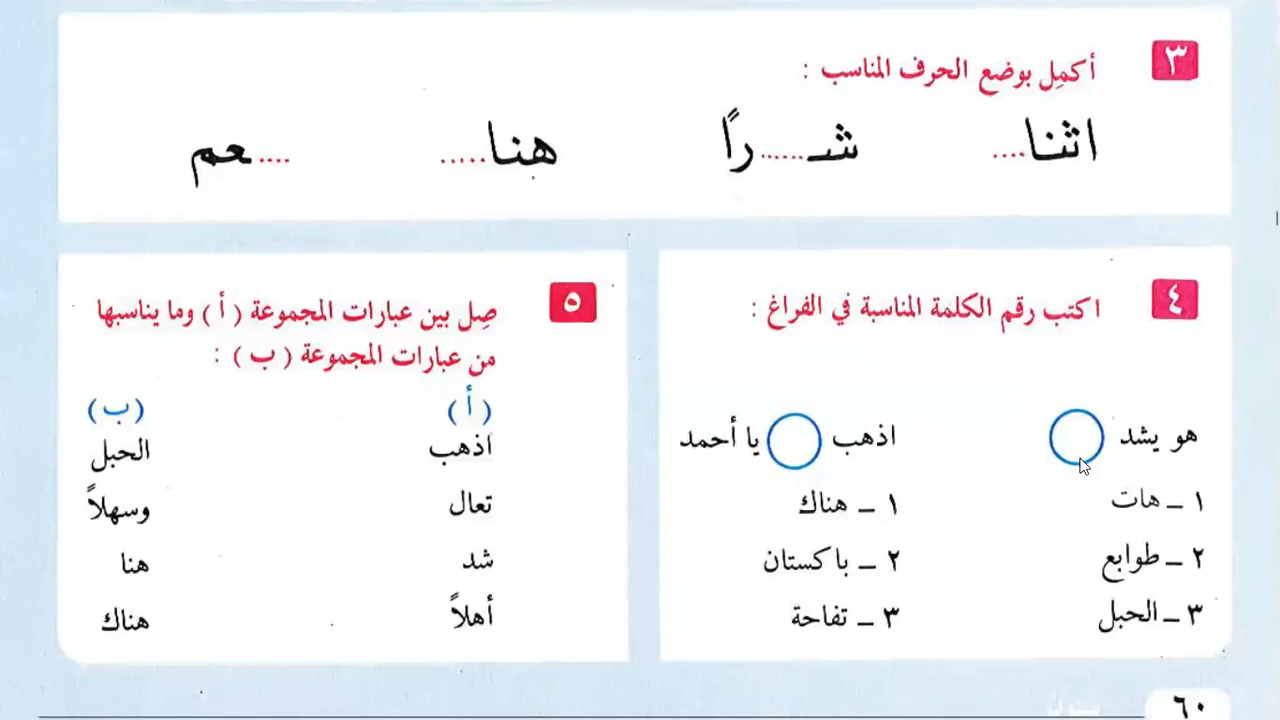 ٣ أكمِل بوضع الحرف المناسب :
اثنا.... شـ......راً هنا..... ....عم
٤ اكتب رقم الكلمة المناسبة في الفراغ :
هو يشد اذهب يا أحمد
١ ـ هات ١ ـ هناك
٢ ـ طوابع ٢ ـ باكستان
٣ ـ الحبل ٣ ـ تفاحة
٥ صِل بين عبارات المجموعة ( أ ) وما يناسبها
من عبارات المجموعة ( ب ) :
( أ ) ( ب )
اذهب الحبل
تعال وسهلاً
شد هنا
أهلاً هناك
٦٠